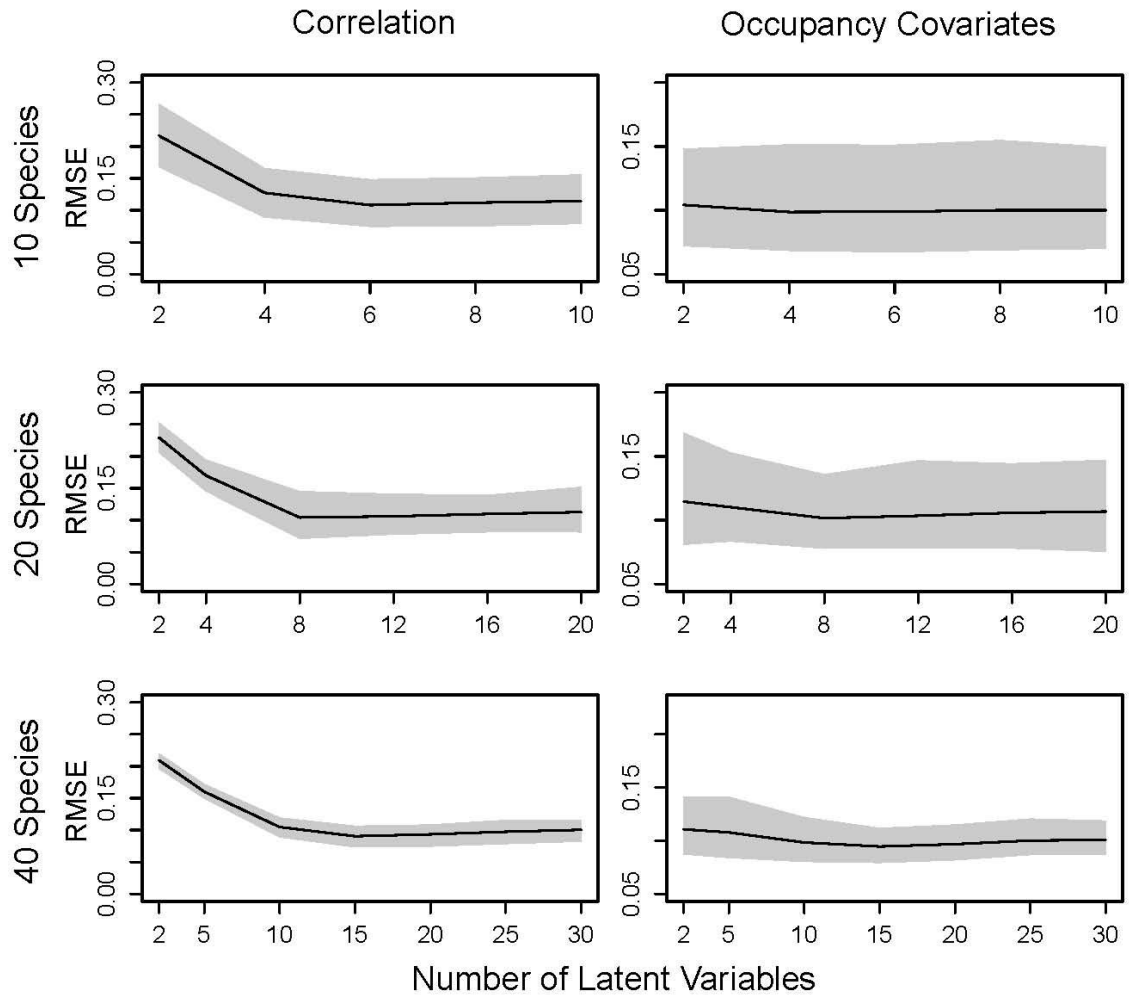 Correlation
Occupancy Covariates
10 Species
RMSE
0.30
0.15
0.00
2 4 6 8 10
0.15
0.05
2 4 6 8 10
20 Species
RMSE
0.30
0.15
0.00
2 4 8 12 16 20
0.15
0.05
2 4 8 12 16 20
40 Species
RMSE
0.30
0.15
0.00
2 5 10 15 20 25 30
0.15
0.05
2 5 10 15 20 25 30
Number of Latent Variables